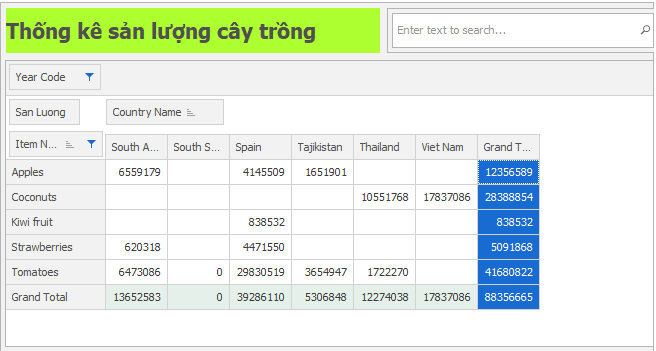 Thống kê sản lượng cây trồng
Enter text to search...
Year Code
San Luong
Country Name
Item N... South A... South S... Spain Tajikistan Thailand Viet Nam Grand T...
Apples 6559179 4145509 1651901 12356589
Coconuts 10551768 17837086 28388854
Kiwi fruit 838532 838532
Strawberries 620318 4471550 5091868
Tomatoes 6473086 0 29830519 3654947 1722270 41680822
Grand Total 13652583 0 39286110 5306848 12274038 17837086 88356665